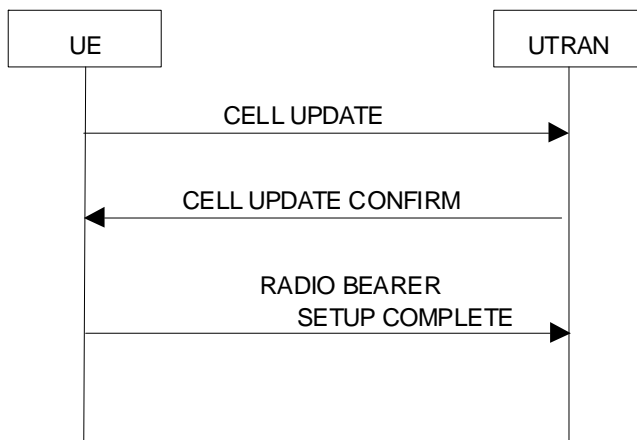 UE
UTRAN
CELL UPDATE
CELL UPDATE CONFIRM
RADIO BEARER
SETUP COMPLETE